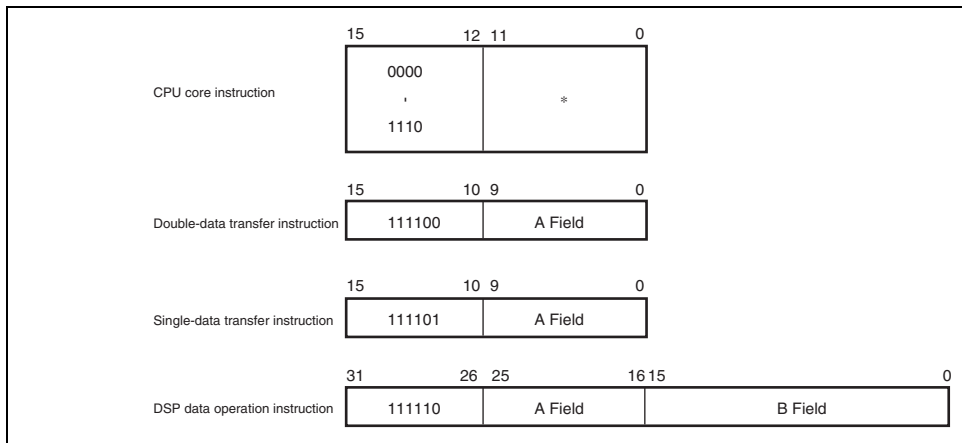 15 12 11 0
CPU core instruction 0000 ' 1110 *
15 10 9 0
Double-data transfer instruction 111100 A Field
15 10 9 0
Single-data transfer instruction 111101 A Field
31 26 25 16 15 0
DSP data operation instruction 111110 A Field B Field